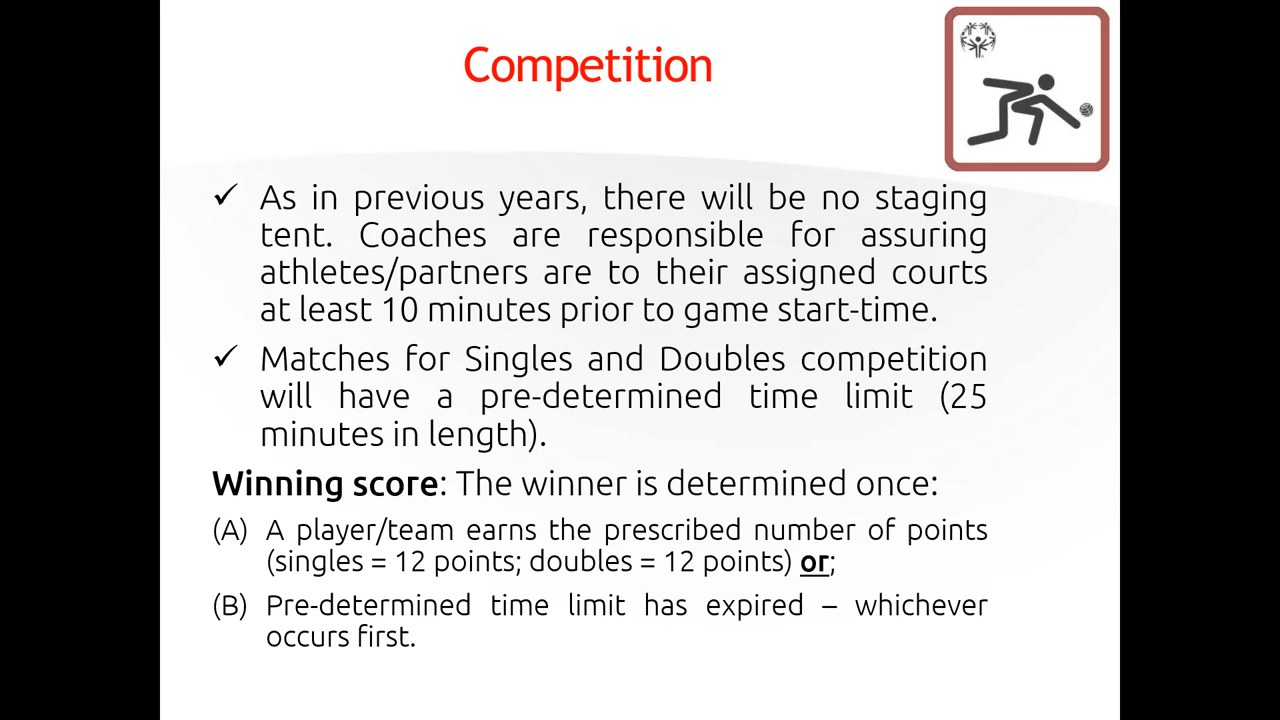 Competition
✓ As in previous years, there will be no staging
tent. Coaches are responsible for assuring
athletes/partners are to their assigned courts
at least 10 minutes prior to game start-time.
✓ Matches for Singles and Doubles competition
will have a pre-determined time limit (25
minutes in length).
Winning score: The winner is determined once:
(A) A player/team earns the prescribed number of points
(singles = 12 points; doubles = 12 points) or;
(B) Pre-determined time limit has expired – whichever
occurs first.